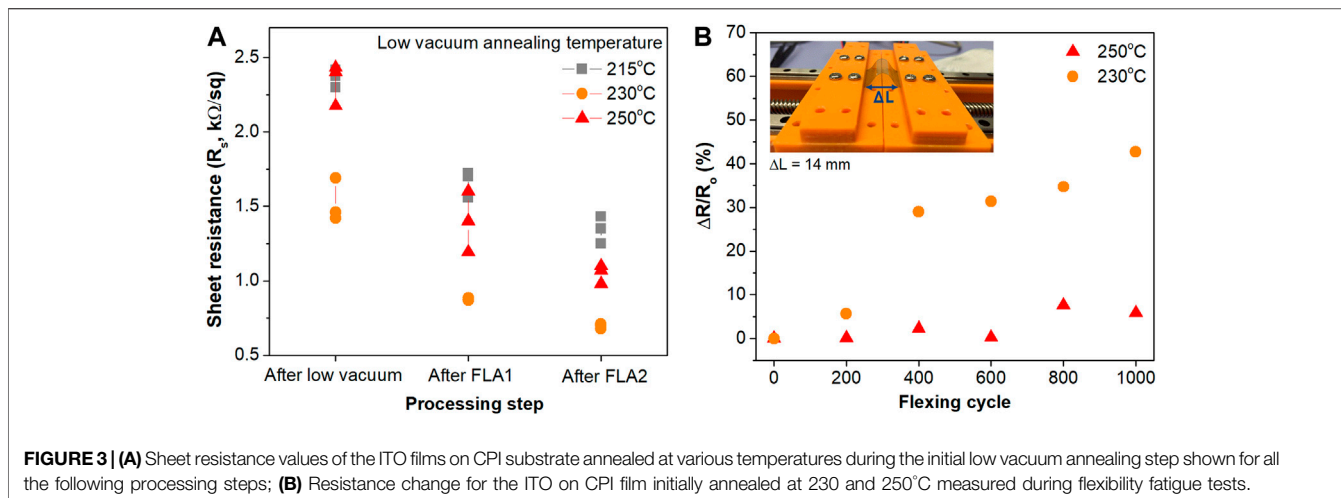 A
Low vacuum annealing temperature
215°C
230°C
250°C
Sheet resistance (Rₛ, kΩ/sq)
2.5
2.0
1.5
1.0
0.5
After low vacuum
After FLA1
After FLA2
Processing step
B
250°C
230°C
ΔL
ΔL = 14 mm
ΔR/Rₒ (%)
70
60
50
40
30
20
10
0
0
200
400
600
800
1000
Flexing cycle
FIGURE 3 | (A) Sheet resistance values of the ITO films on CPI substrate annealed at various temperatures during the initial low vacuum annealing step shown for all
the following processing steps; (B) Resistance change for the ITO on CPI film initially annealed at 230 and 250°C measured during flexibility fatigue tests.